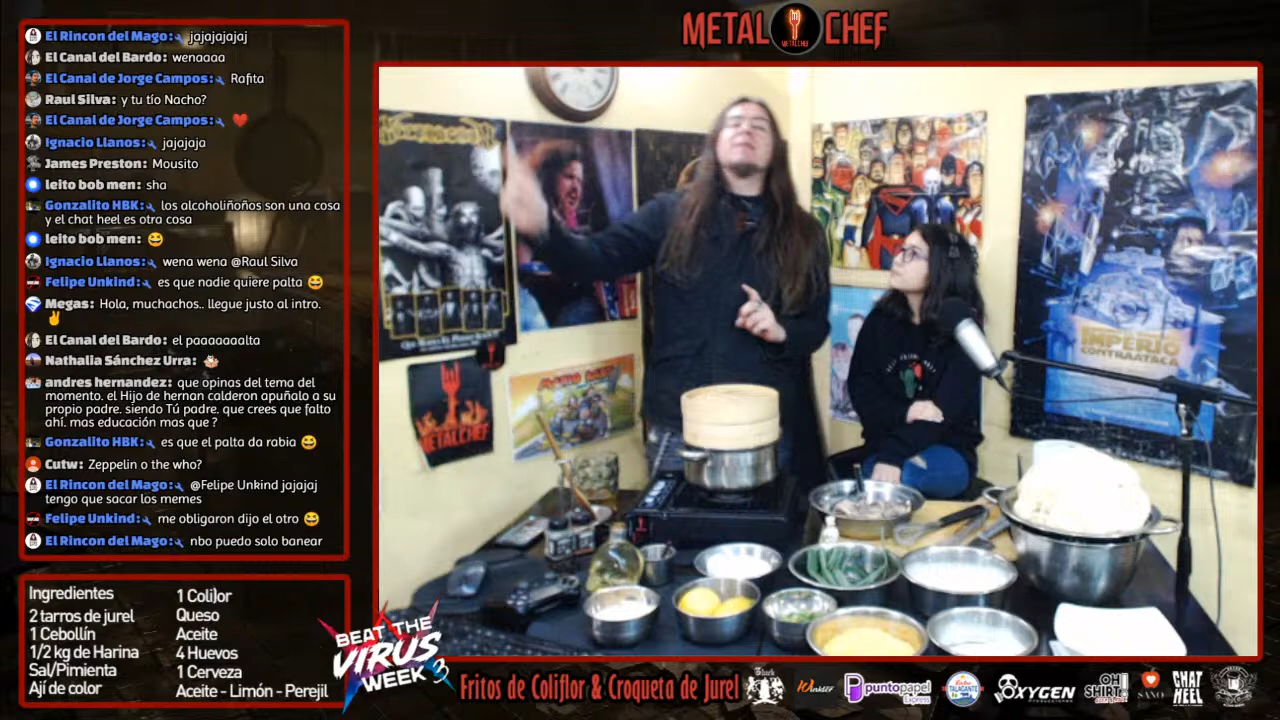 METAL CHEF
METALCHEF
El Rincon del Mago: jajajajajaj
El Canal del Bardo: wenaaaa
El Canal de Jorge Campos: Rafita
Raul Silva: y tu tío Nacho?
El Canal de Jorge Campos: ❤️
Ignacio Llanos: jajajaja
James Preston: Mousito
leito bob men: sha
Gonzalito HBK: los alcoholiñoños son una cosa
y el chat heel es otra cosa
leito bob men: 😆
Ignacio Llanos: wena wena @Raul Silva
Felipe Unkind: es que nadie quiere palta 😆
Megas: Hola, muchachos.. llegue justo al intro.
✌️
El Canal del Bardo: el paaaaaaalta
Nathalia Sánchez Urra:
andres hernandez: que opinas del tema del
momento. el Hijo de hernan calderon apuñalo a su
propio padre. siendo Tú padre. que crees que falto
ahí. mas educación mas que ?
Gonzalito HBK: es que el palta da rabia 😆
Cutw: Zeppelin o the who?
El Rincon del Mago: @Felipe Unkind jajajaj
tengo que sacar los memes
Felipe Unkind: me obligaron dijo el otro 😆
El Rincon del Mago: nbo puedo solo banear
METALCHEF
IMPERIO
CONTRAATACA
Ingredientes
2 tarros de jurel
1 Cebollín
1/2 kg de Harina
Sal/Pimienta
Ají de color
1 Coliflor
Queso
Aceite
4 Huevos
1 Cerveza
Aceite - Limón - Perejil
BEAT THE
VIRUS
WEEK 3
Fritos de Coliflor & Croqueta de Jurel
puntopapel
Express
TALAGANTE
OXYGEN
OH
SHIRT!
SANO
CHAT
HEEL